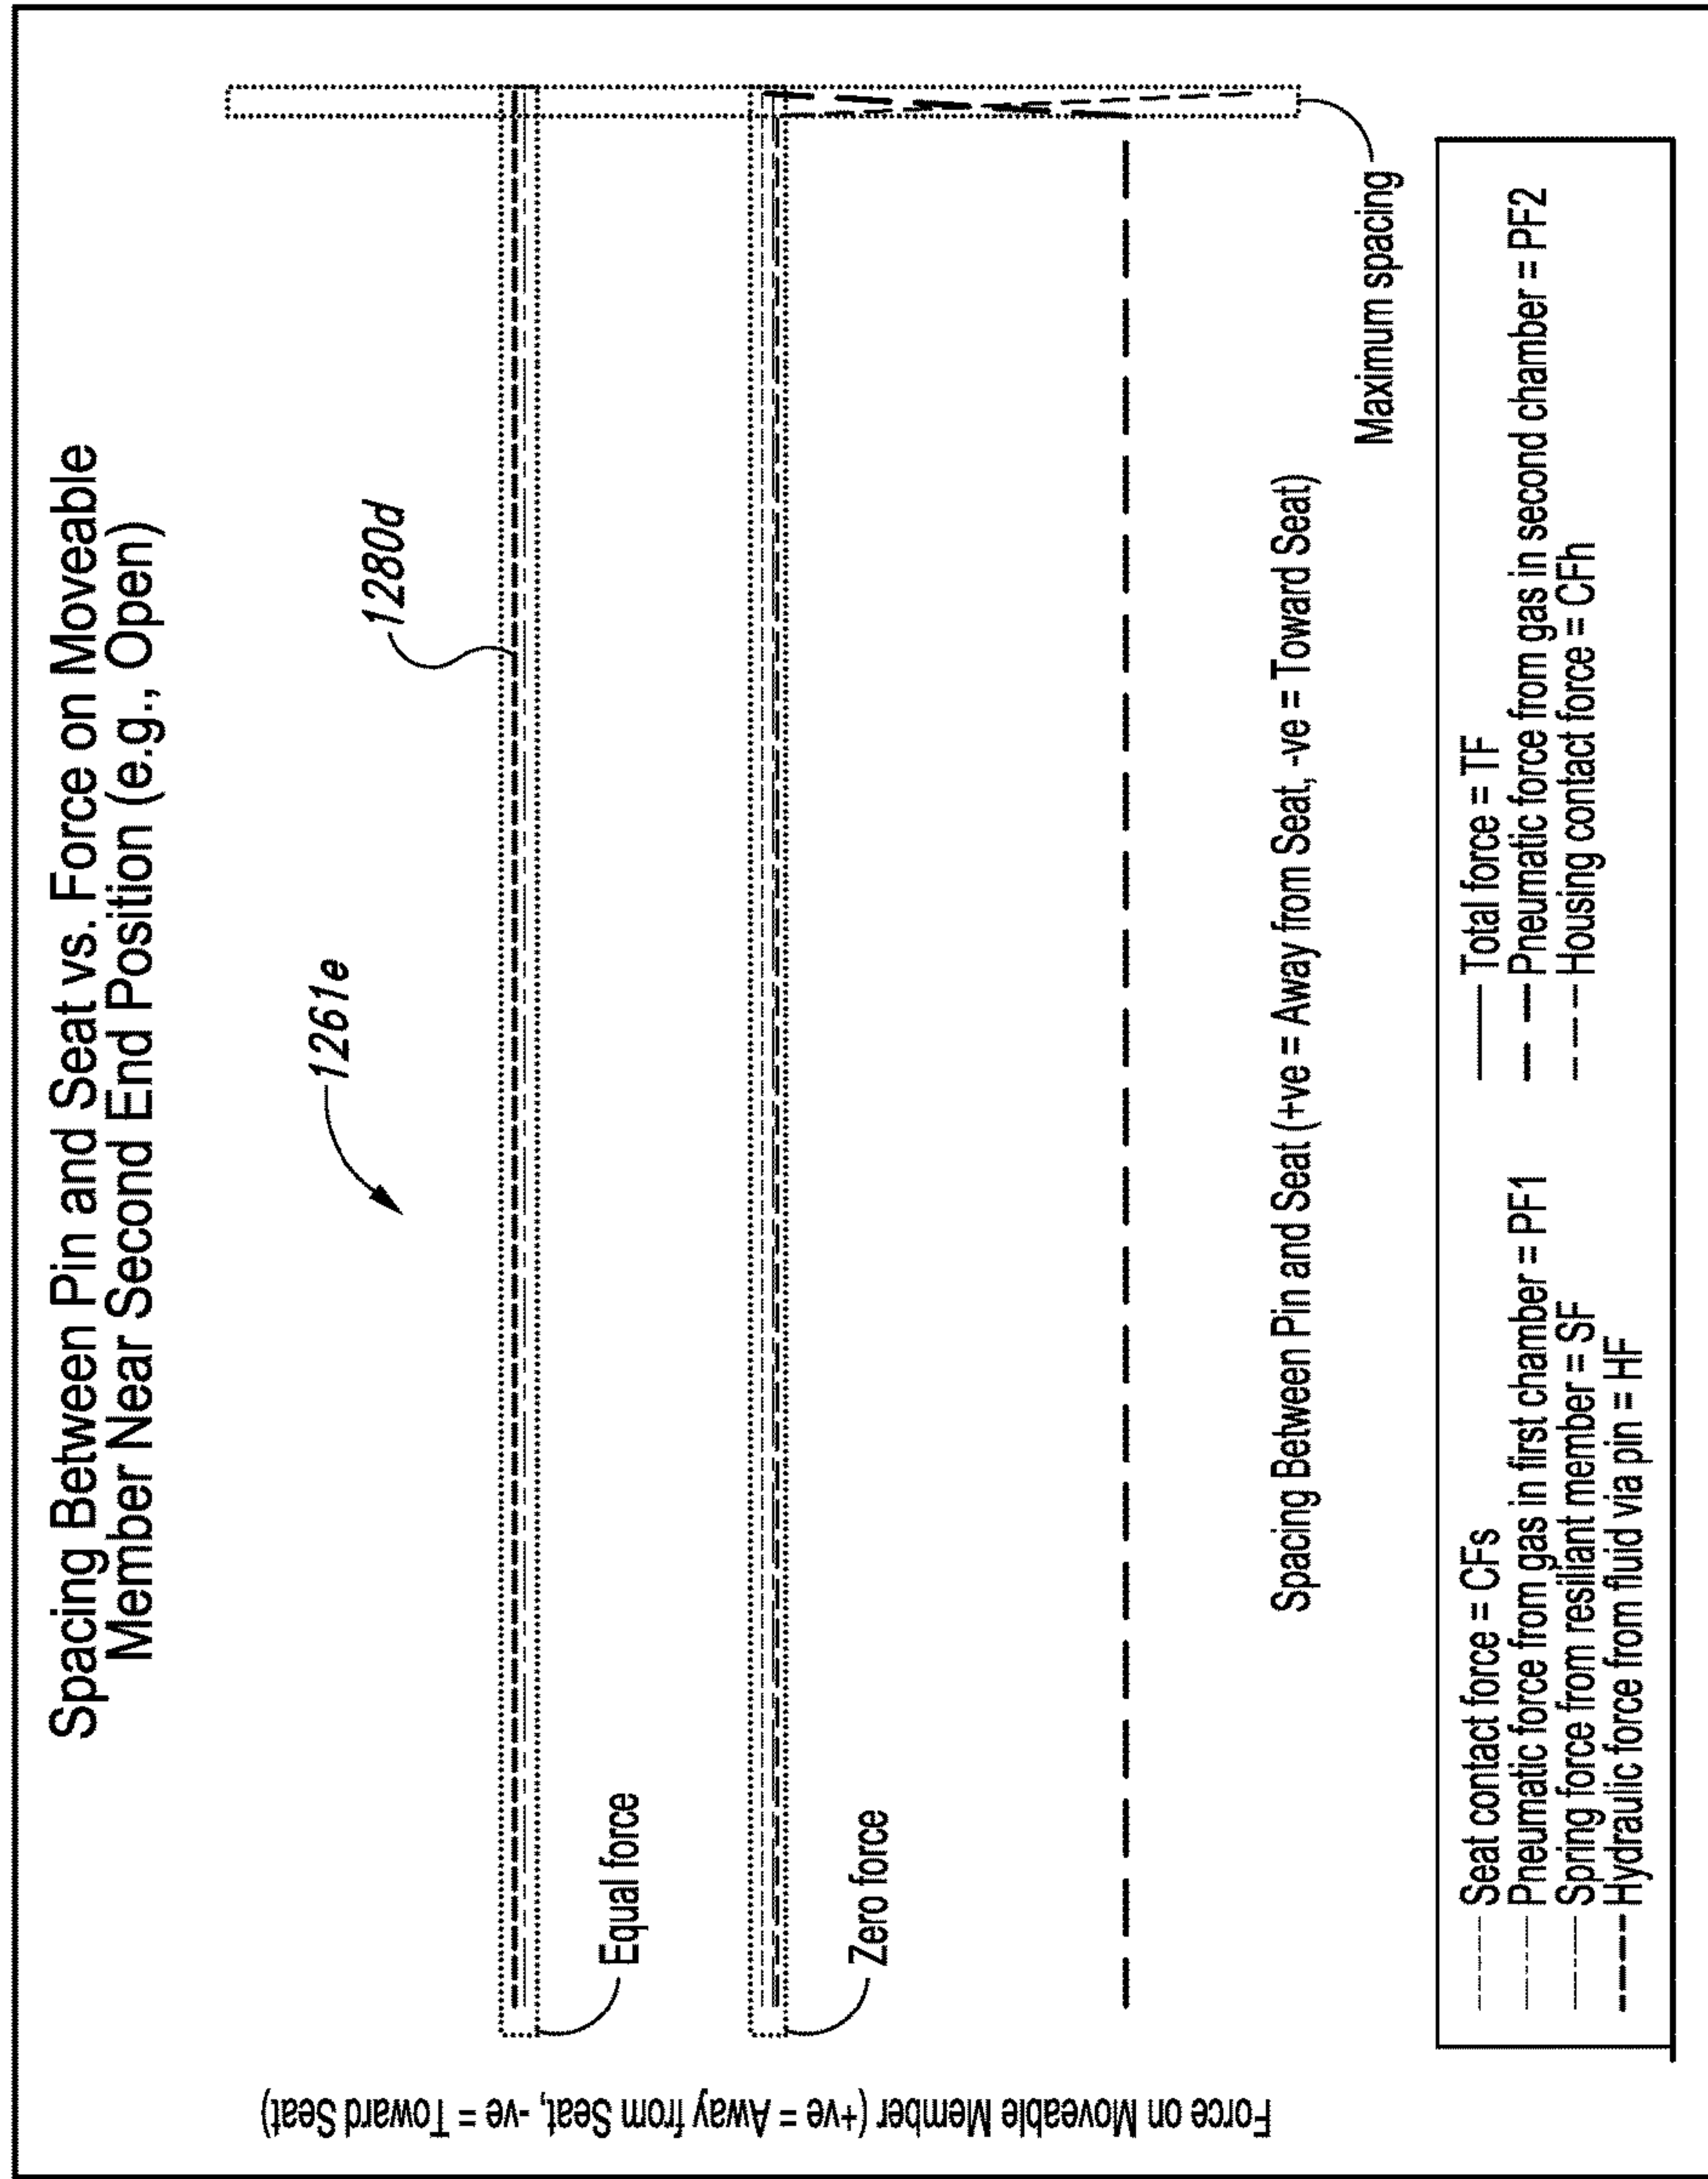 Spacing Between Pin and Seat vs. Force on Moveable
Member Near Second End Position (e.g., Open)
1261e
1280d
Equal force
Zero force
Force on Moveable Member (+ve = Away from Seat, -ve = Toward Seat)
Spacing Between Pin and Seat (+ve = Away from Seat, -ve = Toward Seat)
Maximum spacing
Seat contact force = CFs
Pneumatic force from gas in first chamber = PF1
Spring force from resiliant member = SF
Hydraulic force from fluid via pin = HF
Total force = TF
Pneumatic force from gas in second chamber = PF2
Housing contact force = CFh